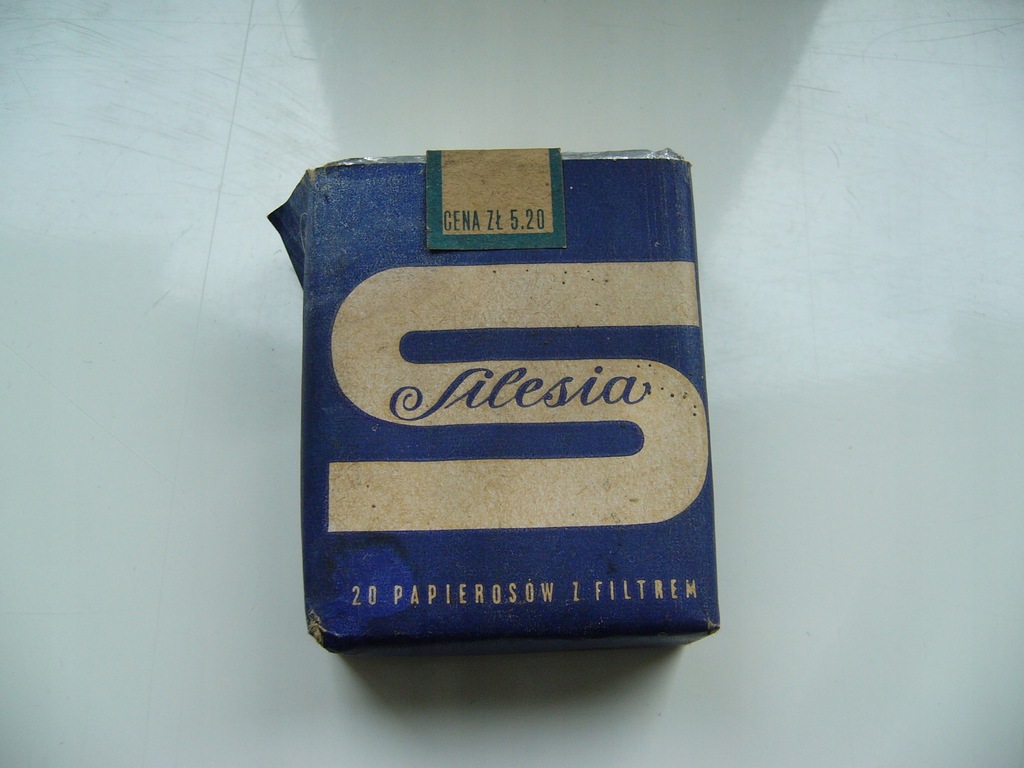 CENA ZŁ 5.20
Silesia
20 PAPIEROSÓW Z FILTREM